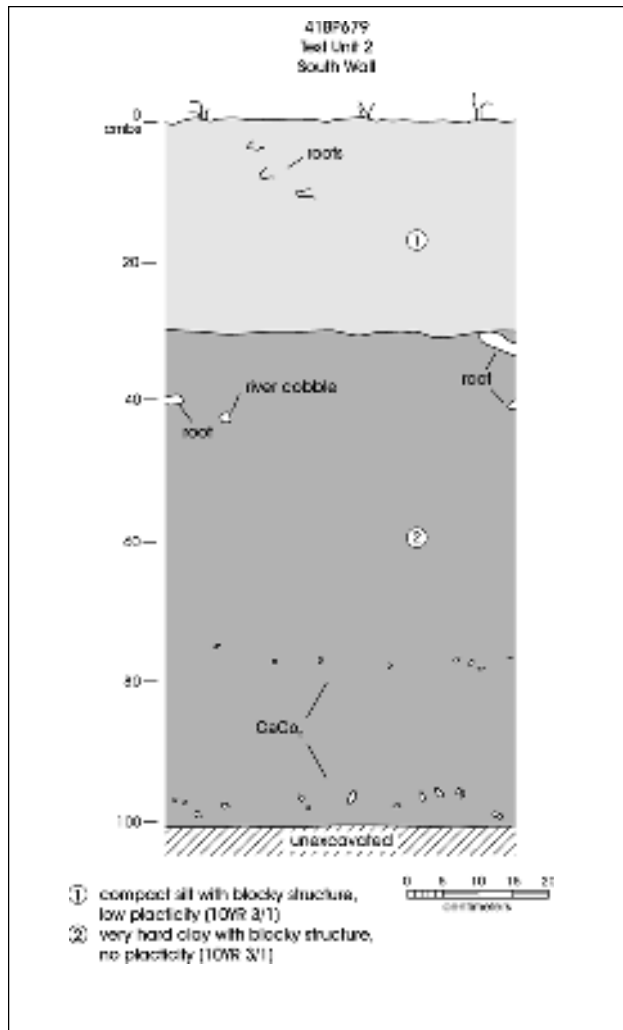 41BP679
Test Unit 2
South Wall
0
cmbs
roots
1
20
root
river cobble
40
root
2
60
80
CaCo₃
100
unexcavated
0 5 10 15 20
centimeters
① compact silt with blocky structure,
low placticity (10YR 3/1)
② very hard clay with blocky structure,
no placticity (10YR 3/1)